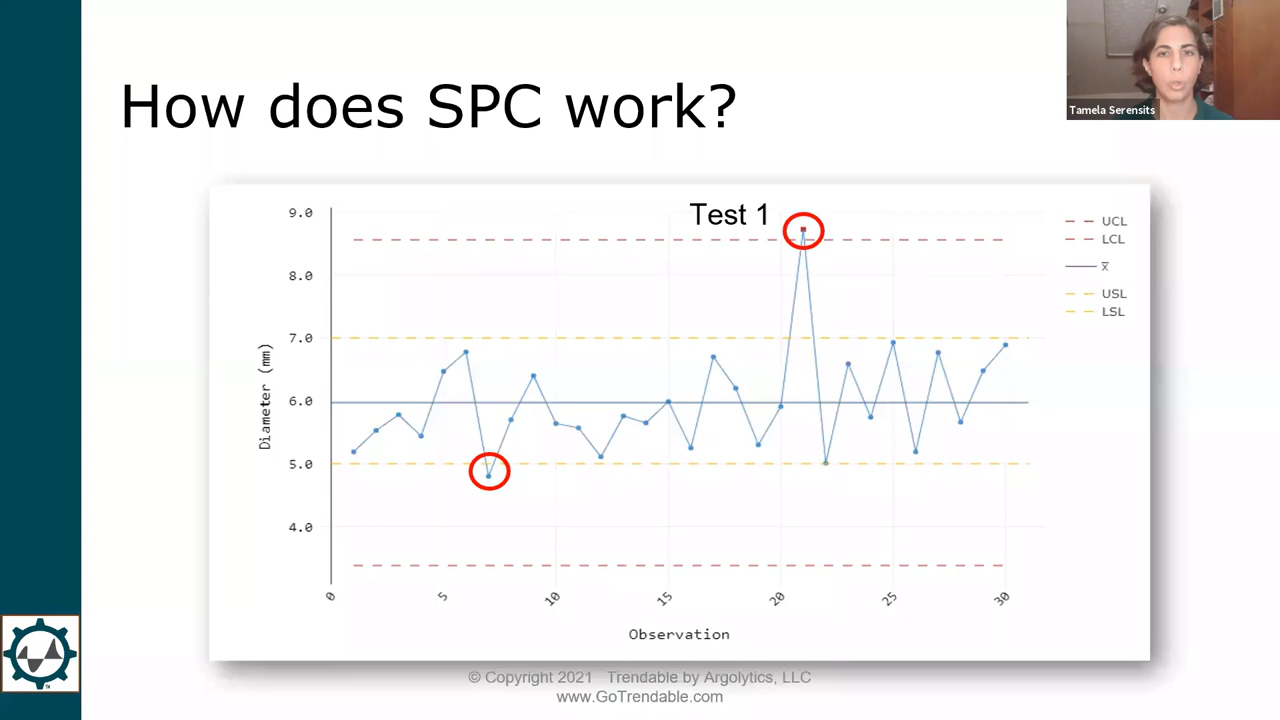 How does SPC work?
Tamela Serensits
Test 1
9.0
8.0
7.0
6.0
5.0
4.0
Diameter (mm)
0
5
10
15
20
25
30
Observation
UCL
LCL
x̿
USL
LSL
© Copyright 2021 Trendable by Argolytics, LLC
www.GoTrendable.com